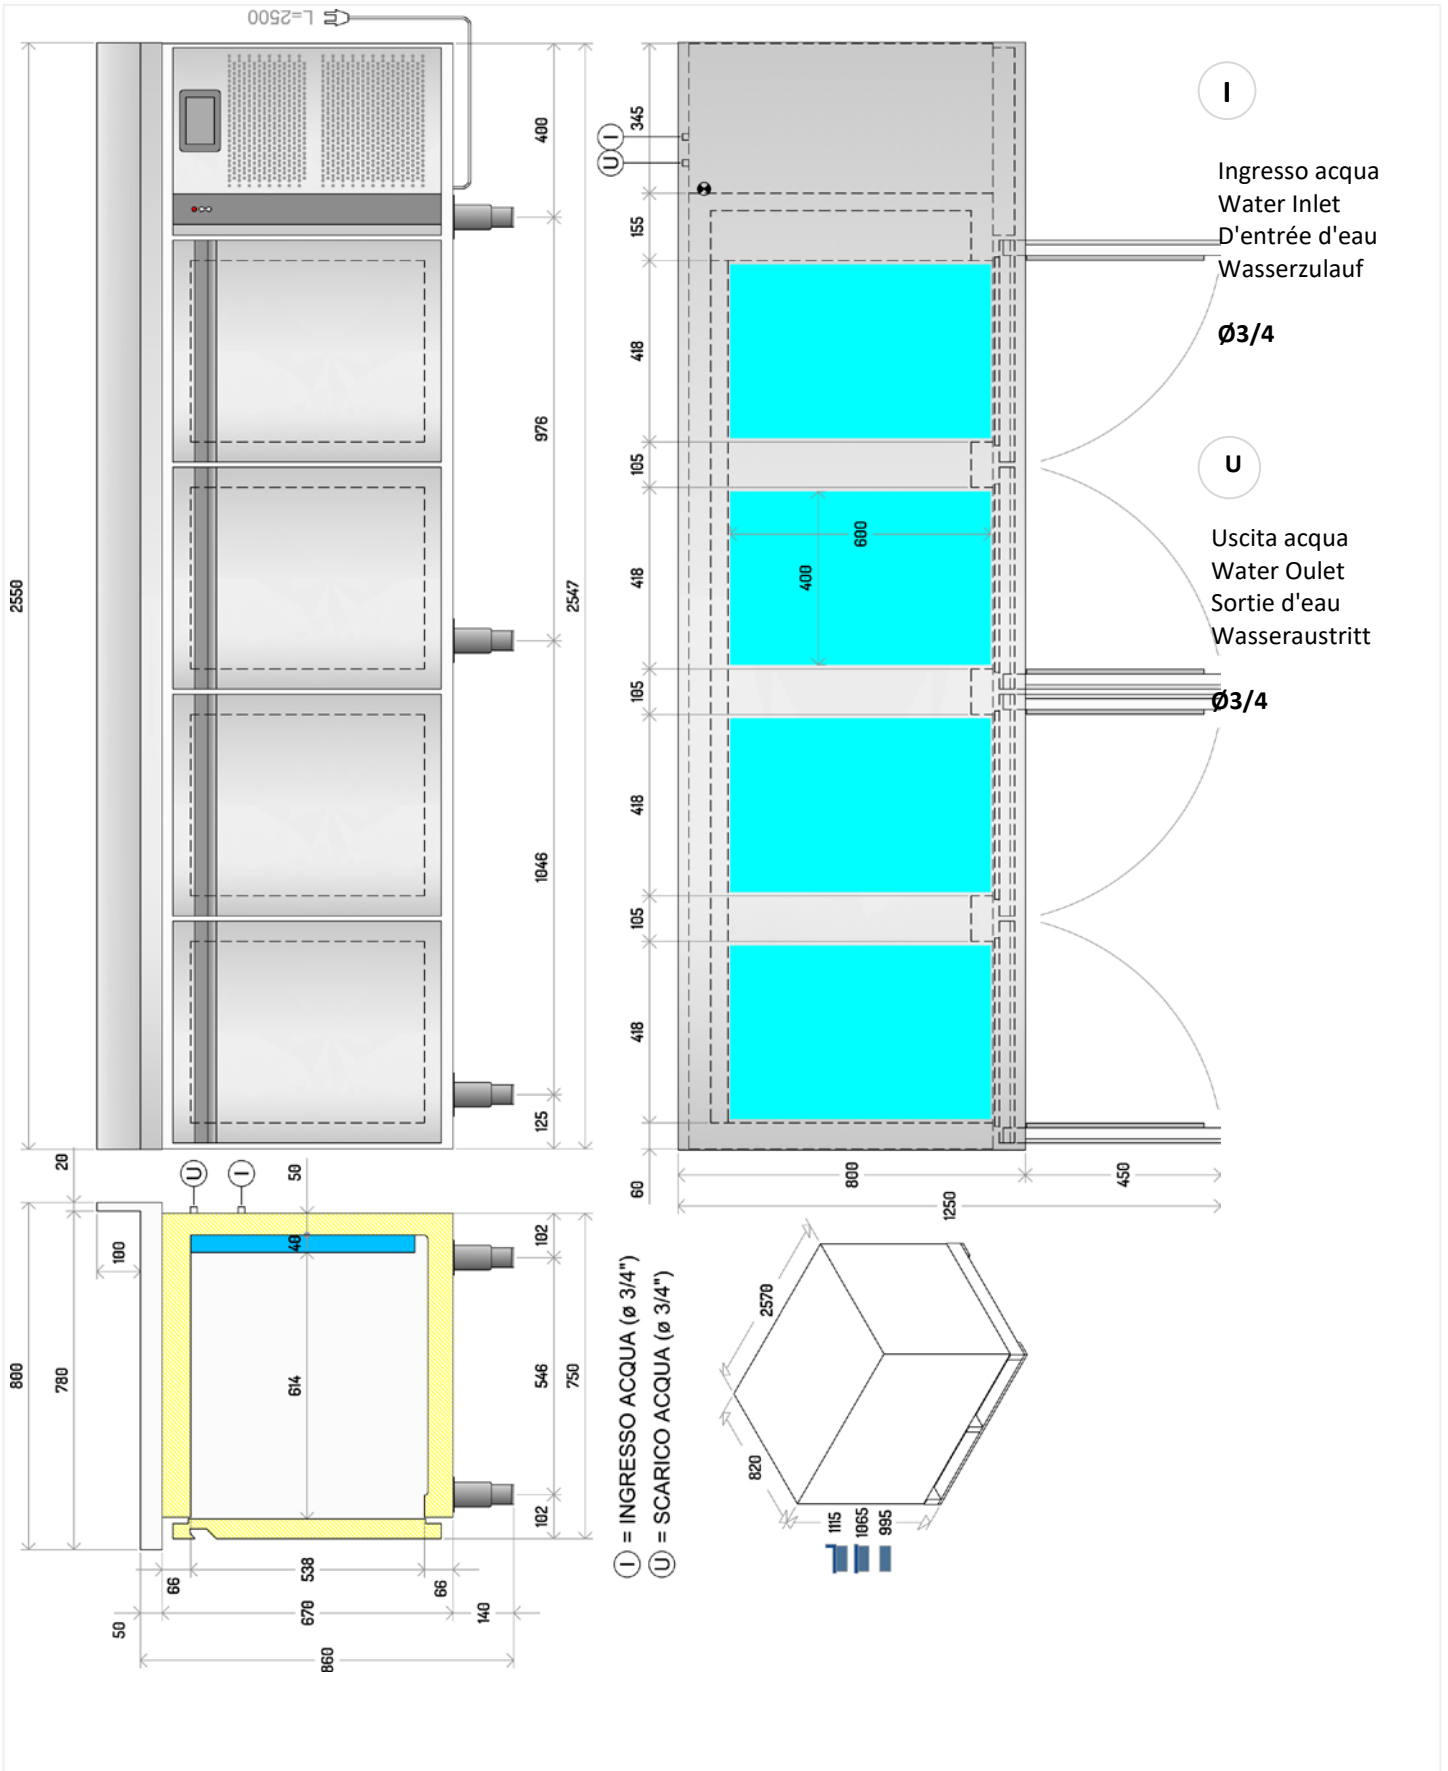 L=2500
2550
400
976
2547
1046
125
I
U
345
155
418
105
418
105
418
105
418
60
600
400
800
450
1250
I
Ingresso acqua
Water Inlet
D'entrée d'eau
Wasserzulauf
Ø3/4
U
Uscita acqua
Water Oulet
Sortie d'eau
Wasseraustritt
Ø3/4
20
100
800
780
U
I
50
40
614
102
546
750
102
66
538
66
50
670
140
860
I = INGRESSO ACQUA (ø 3/4")
U = SCARICO ACQUA (ø 3/4")
2570
820
1115
1065
995